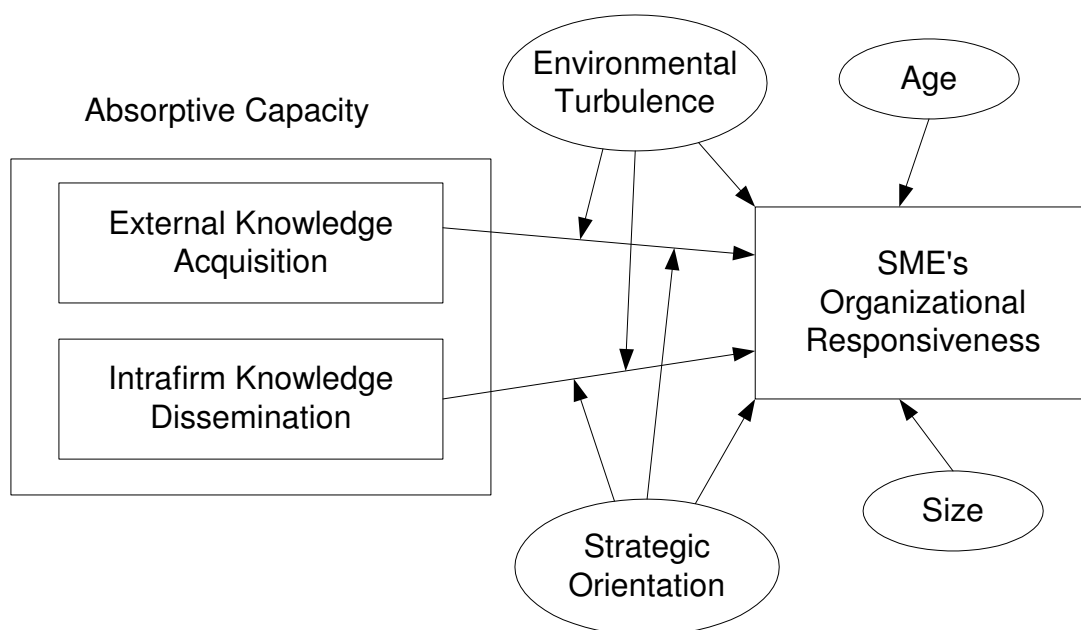 Absorptive Capacity
External Knowledge
Acquisition
Intrafirm Knowledge
Dissemination
Environmental
Turbulence
Strategic
Orientation
Age
SME's
Organizational
Responsiveness
Size